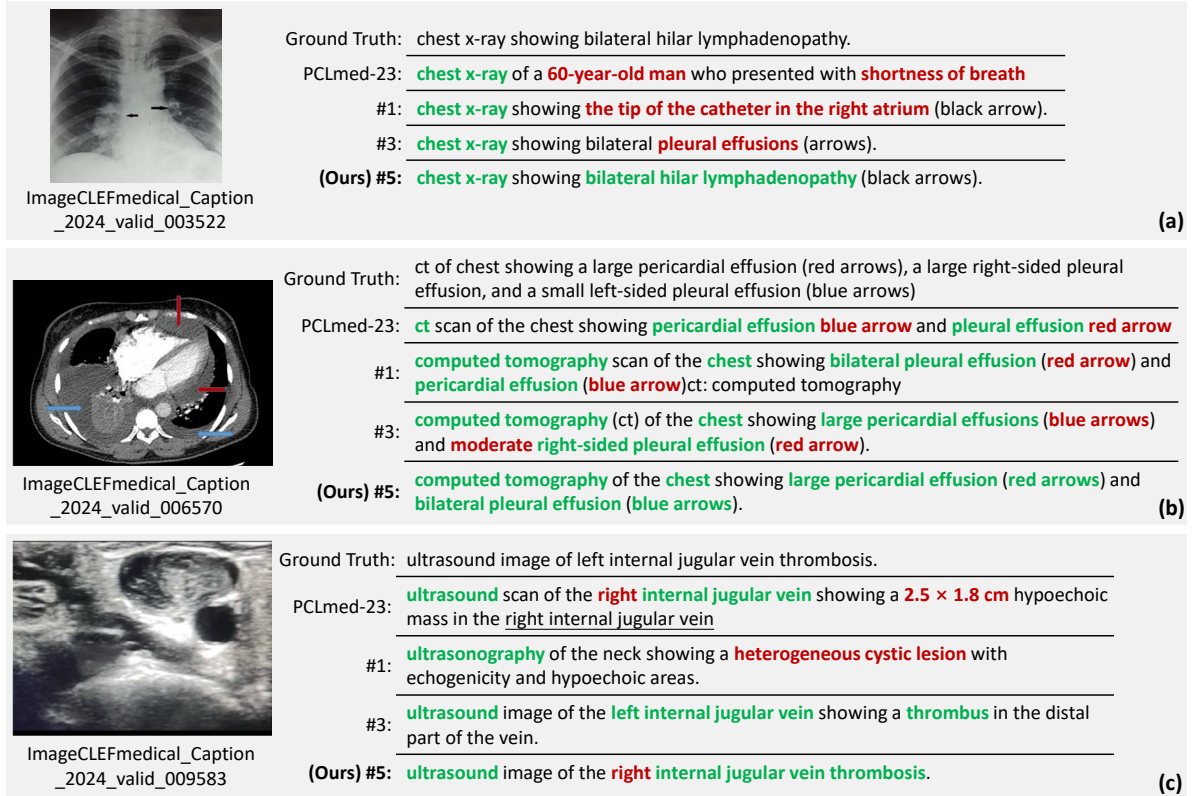 Ground Truth: chest x-ray showing bilateral hilar lymphadenopathy.
PCLmed-23: chest x-ray of a 60-year-old man who presented with shortness of breath
#1: chest x-ray showing the tip of the catheter in the right atrium (black arrow).
#3: chest x-ray showing bilateral pleural effusions (arrows).
(Ours) #5: chest x-ray showing bilateral hilar lymphadenopathy (black arrows).
ImageCLEFmedical_Caption
_2024_valid_003522
(a)
Ground Truth: ct of chest showing a large pericardial effusion (red arrows), a large right-sided pleural
effusion, and a small left-sided pleural effusion (blue arrows)
PCLmed-23: ct scan of the chest showing pericardial effusion blue arrow and pleural effusion red arrow
#1: computed tomography scan of the chest showing bilateral pleural effusion (red arrow) and
pericardial effusion (blue arrow)ct: computed tomography
#3: computed tomography (ct) of the chest showing large pericardial effusions (blue arrows)
and moderate right-sided pleural effusion (red arrow).
(Ours) #5: computed tomography of the chest showing large pericardial effusion (red arrows) and
bilateral pleural effusion (blue arrows).
ImageCLEFmedical_Caption
_2024_valid_006570
(b)
Ground Truth: ultrasound image of left internal jugular vein thrombosis.
PCLmed-23: ultrasound scan of the right internal jugular vein showing a 2.5 × 1.8 cm hypoechoic
mass in the right internal jugular vein
#1: ultrasonography of the neck showing a heterogeneous cystic lesion with
echogenicity and hypoechoic areas.
#3: ultrasound image of the left internal jugular vein showing a thrombus in the distal
part of the vein.
(Ours) #5: ultrasound image of the right internal jugular vein thrombosis.
ImageCLEFmedical_Caption
_2024_valid_009583
(c)